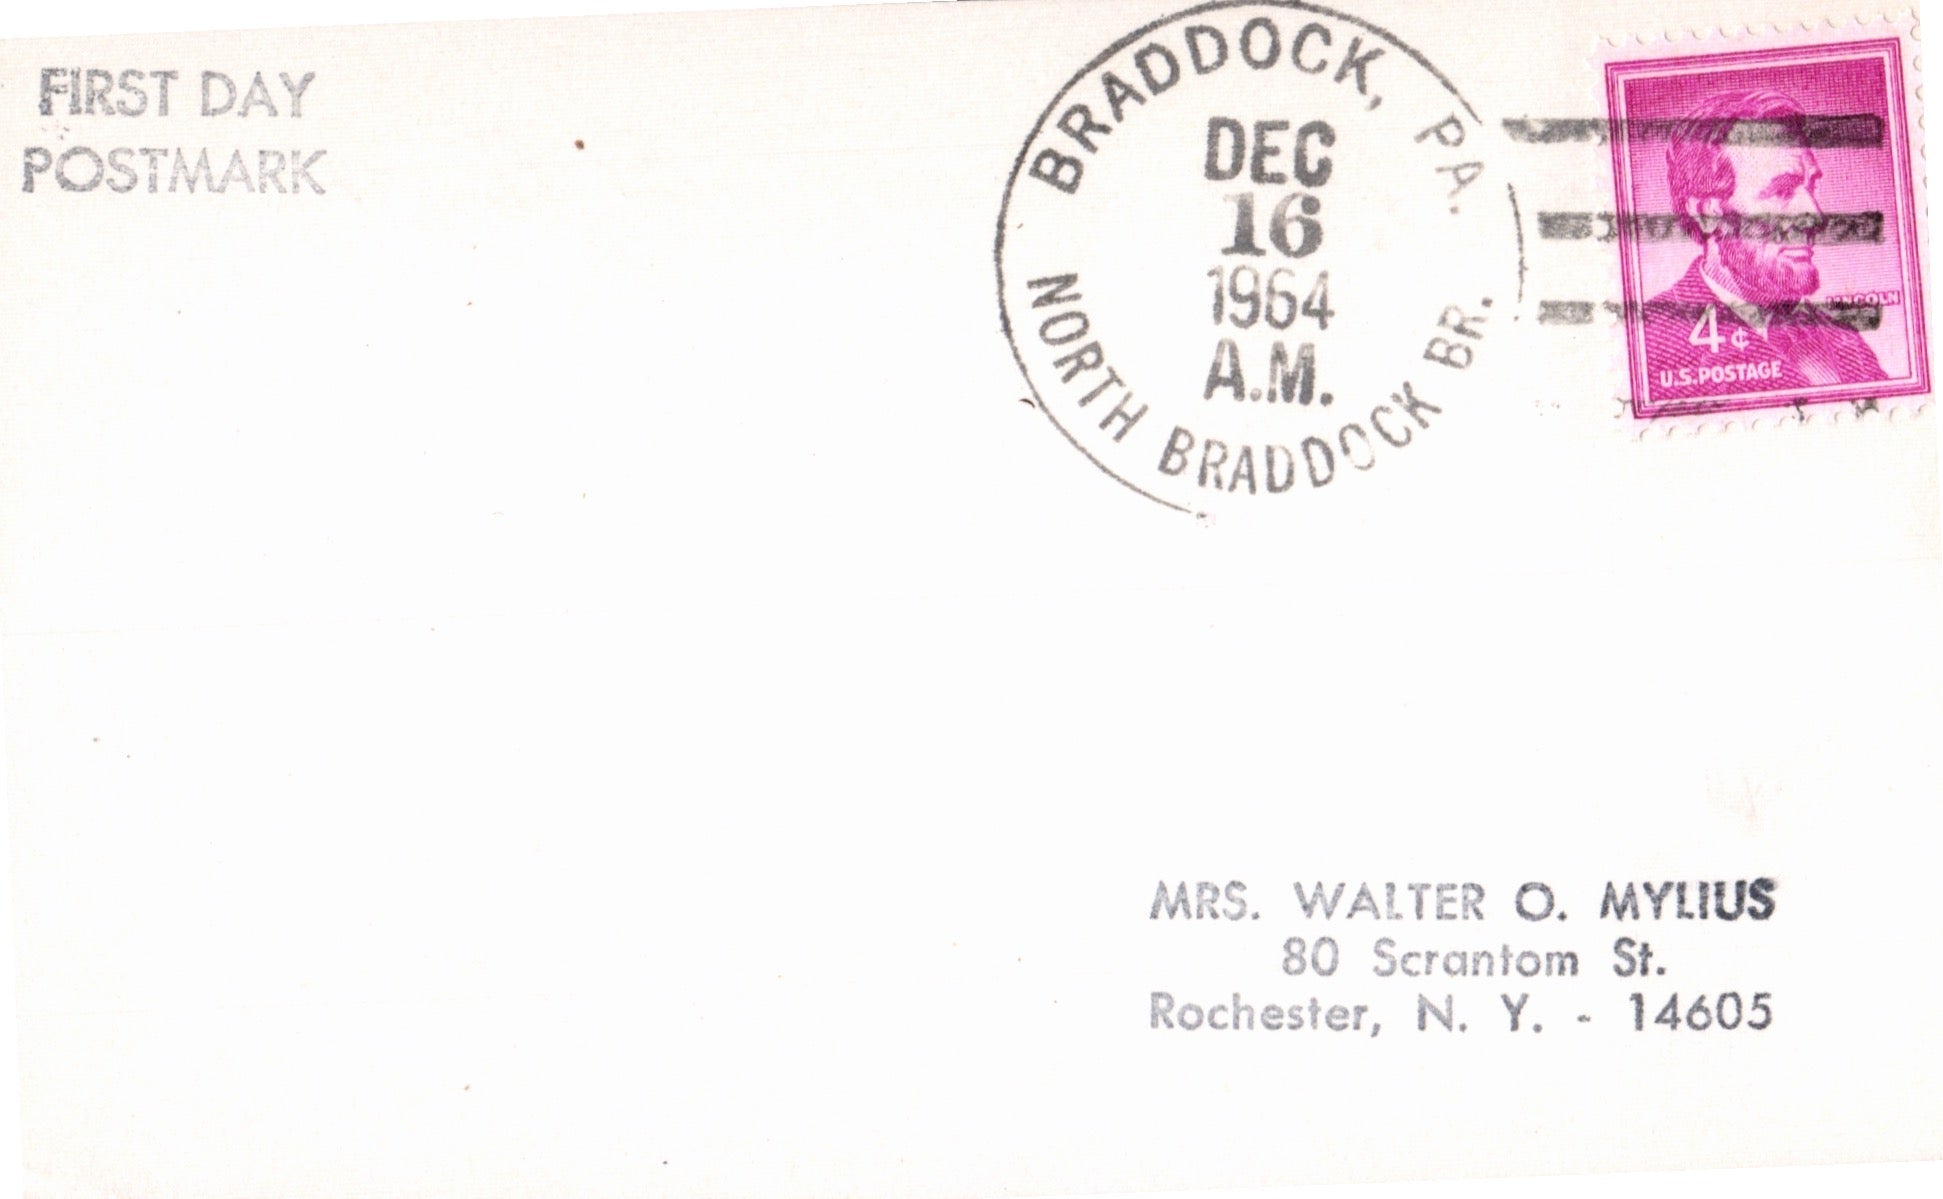 FIRST DAY
POSTMARK
BRADDOCK, PA.
DEC
16
1964
A.M.
NORTH BRADDOCK BR.
LINCOLN
4¢
U.S.POSTAGE
MRS. WALTER O. MYLIUS
80 Scrantom St.
Rochester, N. Y. - 14605